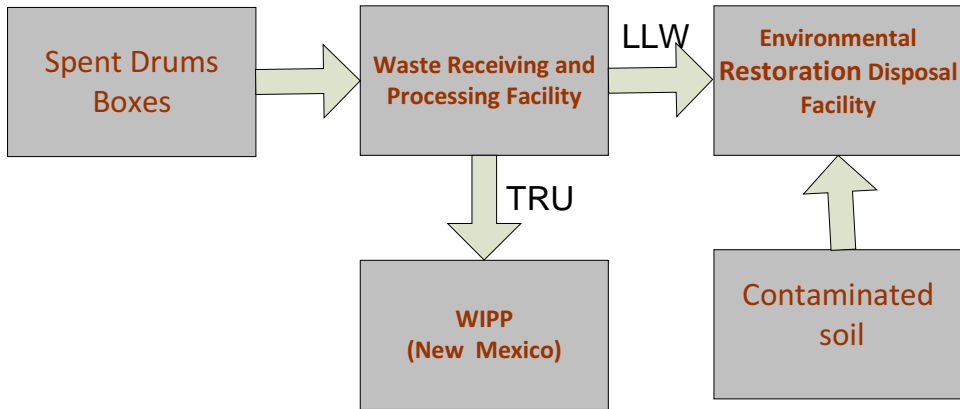 Spent Drums
Boxes
Waste Receiving and
Processing Facility
LLW
Environmental
Restoration Disposal
Facility
TRU
WIPP
(New Mexico)
Contaminated
soil